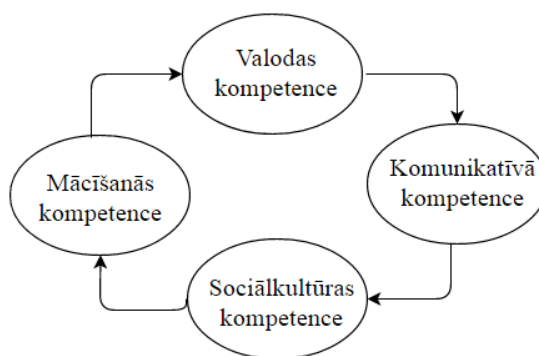 Valodas
kompetence
Komunikatīvā
kompetence
Sociālkultūras
kompetence
Mācīšanās
kompetence